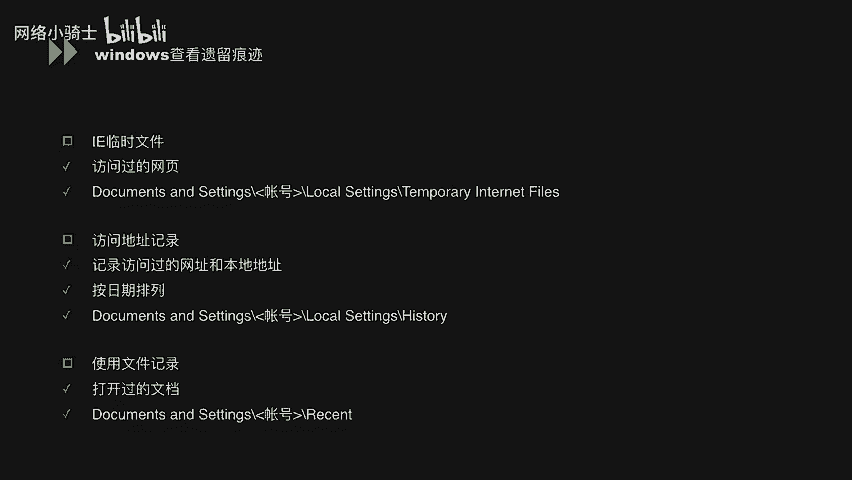 网络小骑士 bilibili
windows查看遗留痕迹
IE临时文件
访问过的网页
Documents and Settings\<帐号>\Local Settings\Temporary Internet Files
访问地址记录
记录访问过的网址和本地地址
按日期排列
Documents and Settings\<帐号>\Local Settings\History
使用文件记录
打开过的文档
Documents and Settings\<帐号>\Recent